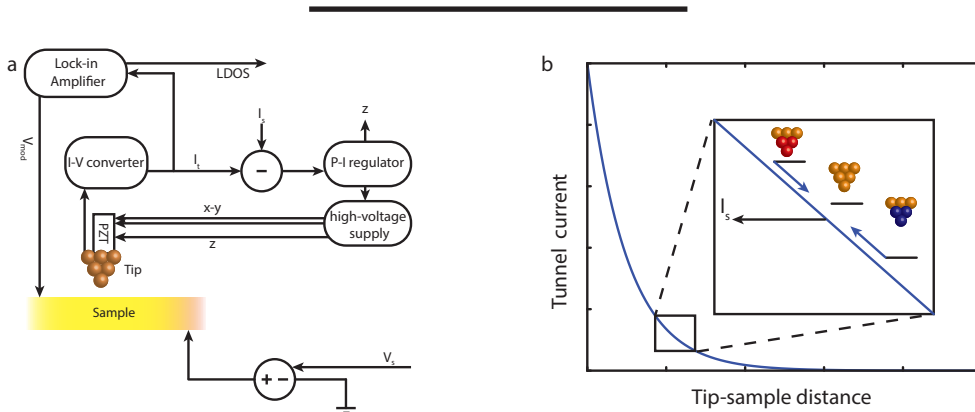 a
Lock-in
Amplifier
LDOS
V_mod
I_s
z
I-V converter
I_t
−
P-I regulator
x-y
high-voltage
supply
z
PZT
Tip
Sample
V_s
+ −
b
Tunnel current
I_s
Tip-sample distance